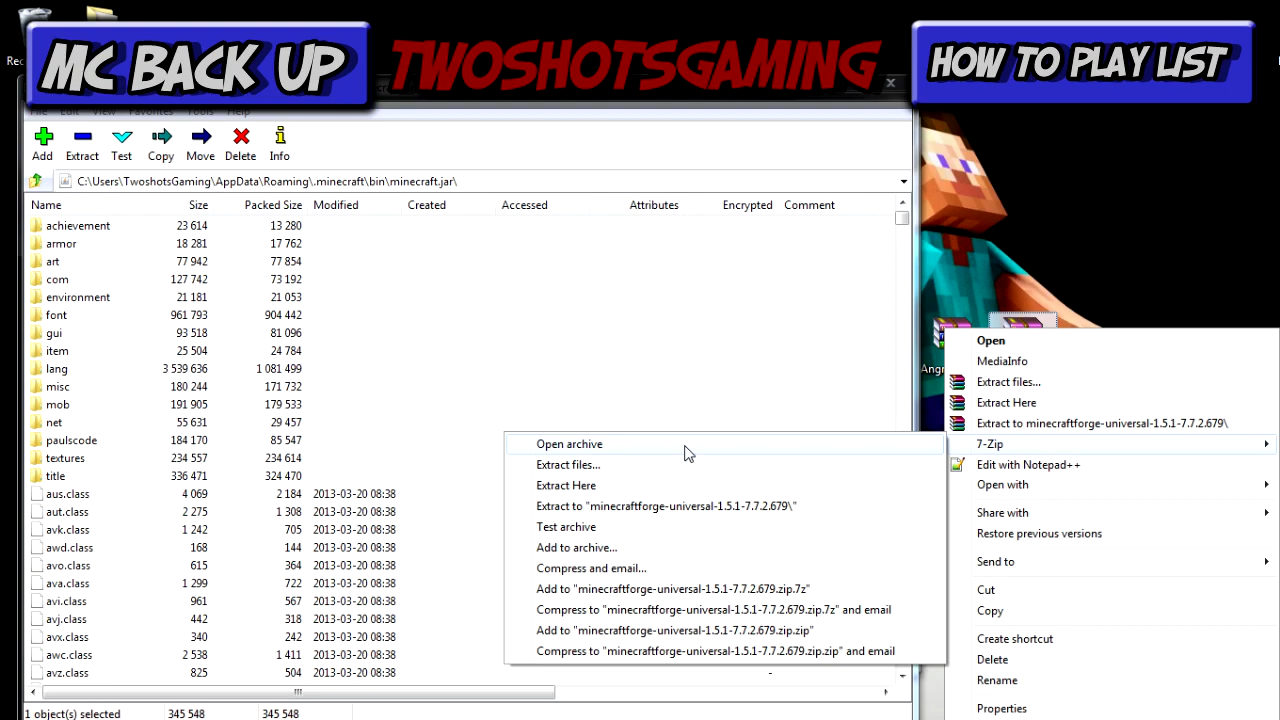 Rec
MC BACK UP
TWOSHOTSGAMING
HOW TO PLAY LIST
File Edit View Favorites Tools Help
Add Extract Test Copy Move Delete Info
C:\Users\TwoshotsGaming\AppData\Roaming\.minecraft\bin\minecraft.jar\
Name Size Packed Size Modified Created Accessed Attributes Encrypted Comment
achievement 23 614 13 280
armor 18 281 17 762
art 77 942 77 854
com 127 742 73 192
environment 21 181 21 053
font 961 793 904 442
gui 93 518 81 096
item 25 504 24 784
lang 3 539 636 1 081 499
misc 180 244 171 732
mob 191 905 179 533
net 55 631 29 457
paulscode 184 170 85 547
textures 234 557 234 614
title 336 471 324 470
aus.class 4 069 2 184 2013-03-20 08:38
aut.class 2 275 1 308 2013-03-20 08:38
avk.class 1 242 705 2013-03-20 08:38
awd.class 168 144 2013-03-20 08:38
avo.class 615 364 2013-03-20 08:38
ava.class 1 299 722 2013-03-20 08:38
avi.class 961 567 2013-03-20 08:38
avj.class 442 318 2013-03-20 08:38
avx.class 340 242 2013-03-20 08:38
awc.class 2 538 1 411 2013-03-20 08:38
avz.class 825 504 2013-03-20 08:38 -
1 object(s) selected 345 548 345 548
Open archive
Extract files...
Extract Here
Extract to "minecraftforge-universal-1.5.1-7.7.2.679\"
Test archive
Add to archive...
Compress and email...
Add to "minecraftforge-universal-1.5.1-7.7.2.679.zip.7z"
Compress to "minecraftforge-universal-1.5.1-7.7.2.679.zip.7z" and email
Add to "minecraftforge-universal-1.5.1-7.7.2.679.zip.zip"
Compress to "minecraftforge-universal-1.5.1-7.7.2.679.zip.zip" and email
Angr
Open
MediaInfo
Extract files...
Extract Here
Extract to minecraftforge-universal-1.5.1-7.7.2.679\
7-Zip
Edit with Notepad++
Open with
Share with
Restore previous versions
Send to
Cut
Copy
Create shortcut
Delete
Rename
Properties